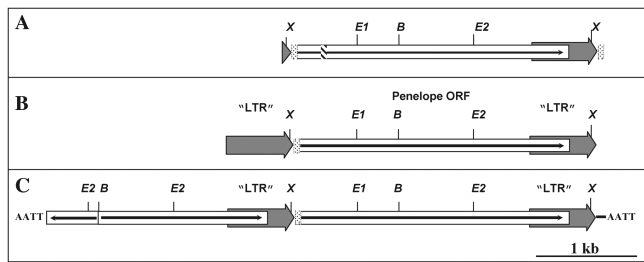 A X E1 B E2 X
Penelope ORF
B "LTR" X E1 B E2 "LTR" X
C E2 B E2 "LTR" X E1 B E2 "LTR" X
AATT AATT
1 kb